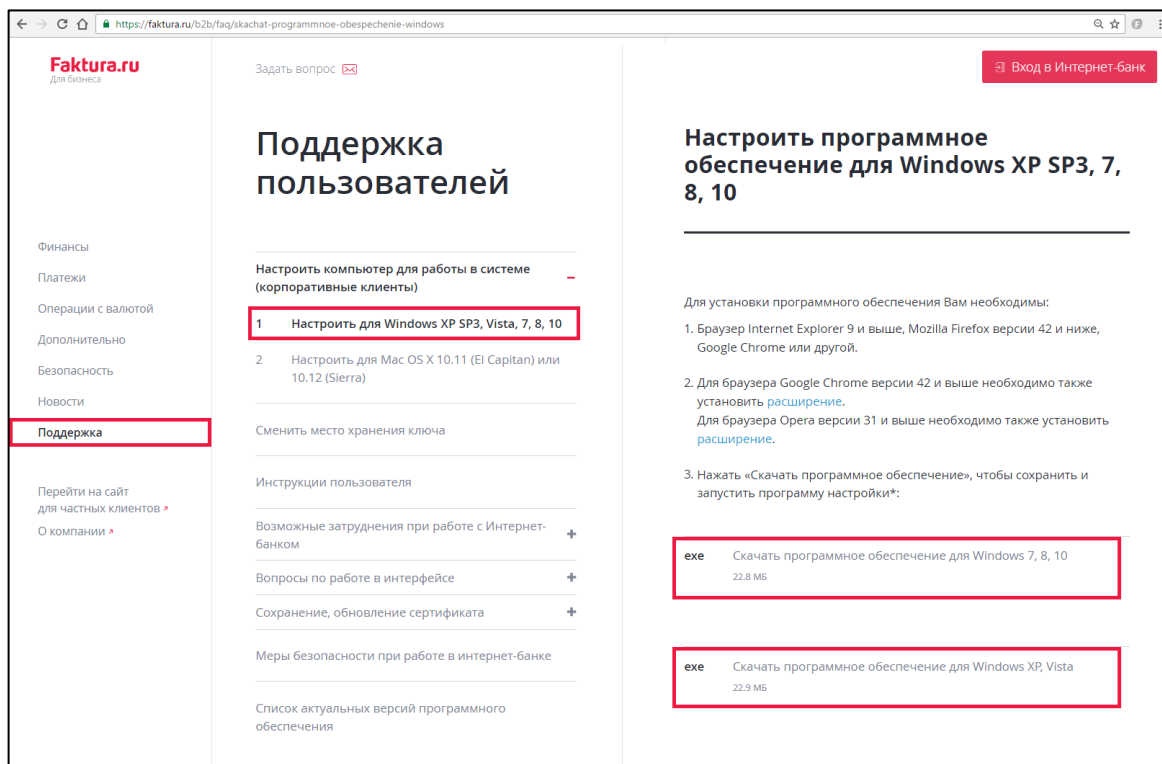 https://faktura.ru/b2b/faq/skachat-programmnoe-obespechenie-windows
Faktura.ru
Для бизнеса
Финансы
Платежи
Операции с валютой
Дополнительно
Безопасность
Новости
Поддержка
Перейти на сайт
для частных клиентов
О компании
Задать вопрос
Поддержка
пользователей
Настроить компьютер для работы в системе
(корпоративные клиенты)
1 Настроить для Windows XP SP3, Vista, 7, 8, 10
2 Настроить для Mac OS X 10.11 (El Capitan) или
10.12 (Sierra)
Сменить место хранения ключа
Инструкции пользователя
Возможные затруднения при работе с Интернет-
банком
Вопросы по работе в интерфейсе
Сохранение, обновление сертификата
Меры безопасности при работе в интернет-банке
Список актуальных версий программного
обеспечения
Вход в Интернет-банк
Настроить программное
обеспечение для Windows XP SP3, 7,
8, 10
Для установки программного обеспечения Вам необходимы:
1. Браузер Internet Explorer 9 и выше, Mozilla Firefox версии 42 и ниже,
Google Chrome или другой.
2. Для браузера Google Chrome версии 42 и выше необходимо также
установить расширение.
Для браузера Opera версии 31 и выше необходимо также установить
расширение.
3. Нажать «Скачать программное обеспечение», чтобы сохранить и
запустить программу настройки*:
exe Скачать программное обеспечение для Windows 7, 8, 10
22.8 МБ
exe Скачать программное обеспечение для Windows XP, Vista
22.9 МБ